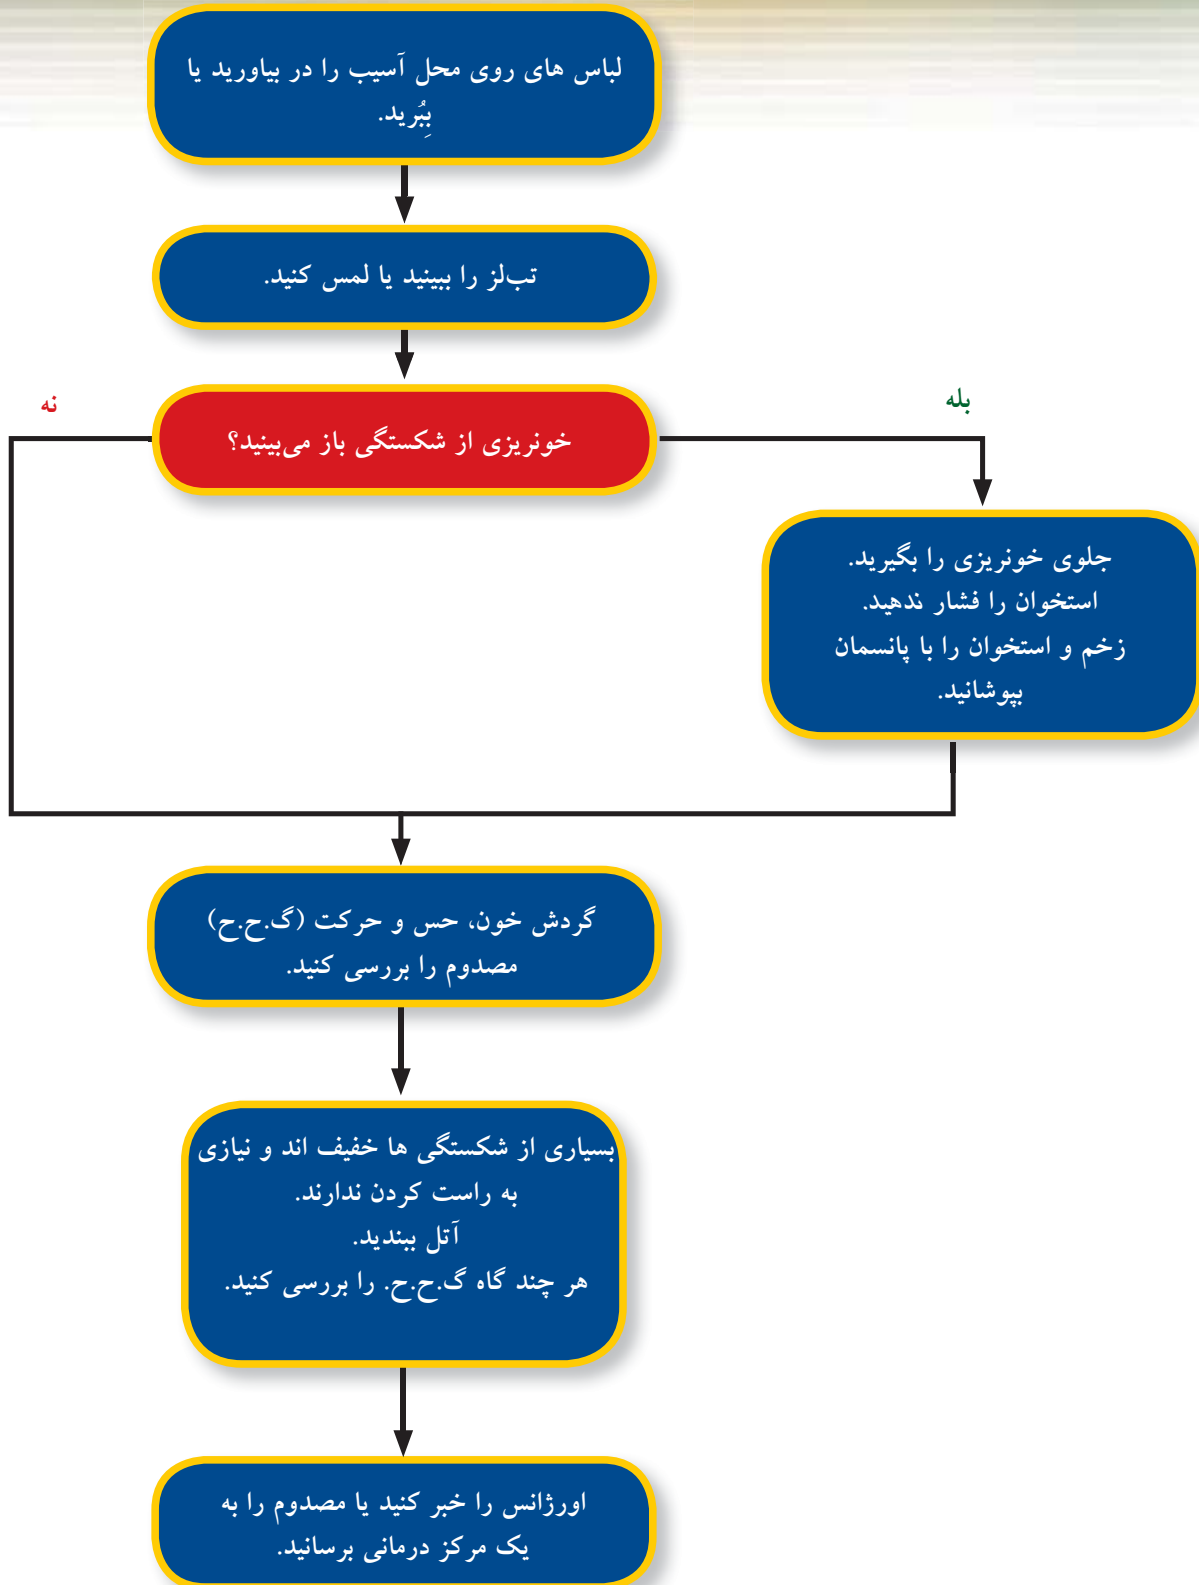 لباس های روی محل آسیب را در بیاورید یا
بِبُرید.
تب‌لز را ببینید یا لمس کنید.
خونریزی از شکستگی باز می‌بینید؟
بله
نه
جلوی خونریزی را بگیرید.
استخوان را فشار ندهید.
زخم و استخوان را با پانسمان
بپوشانید.
گردش خون، حس و حرکت (گ.ح.ح)
مصدوم را بررسی کنید.
بسیاری از شکستگی ها خفیف اند و نیازی
به راست کردن ندارند.
آتل ببندید.
هر چند گاه گ.ح.ح. را بررسی کنید.
اورژانس را خبر کنید یا مصدوم را به
یک مرکز درمانی برسانید.